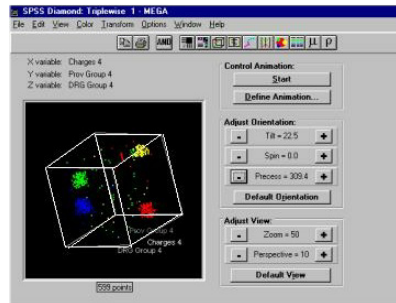 SPSS Diamond: Triplewise 1 - MEGA
File Edit View Color Transform Options Window Help
AND μ ρ
X variable: Charges 4
Y variable: Prov Group 4
Z variable: DRG Group 4
Prov Group 4
Charges 4
DRG Group 4
599 points
Control Animation:
Start
Define Animation...
Adjust Orientation:
- Tilt = 22.5 +
- Spin = 0.0 +
- Precess = 309.4 +
Default Orientation
Adjust View:
- Zoom = 50 +
- Perspective = 10 +
Default View